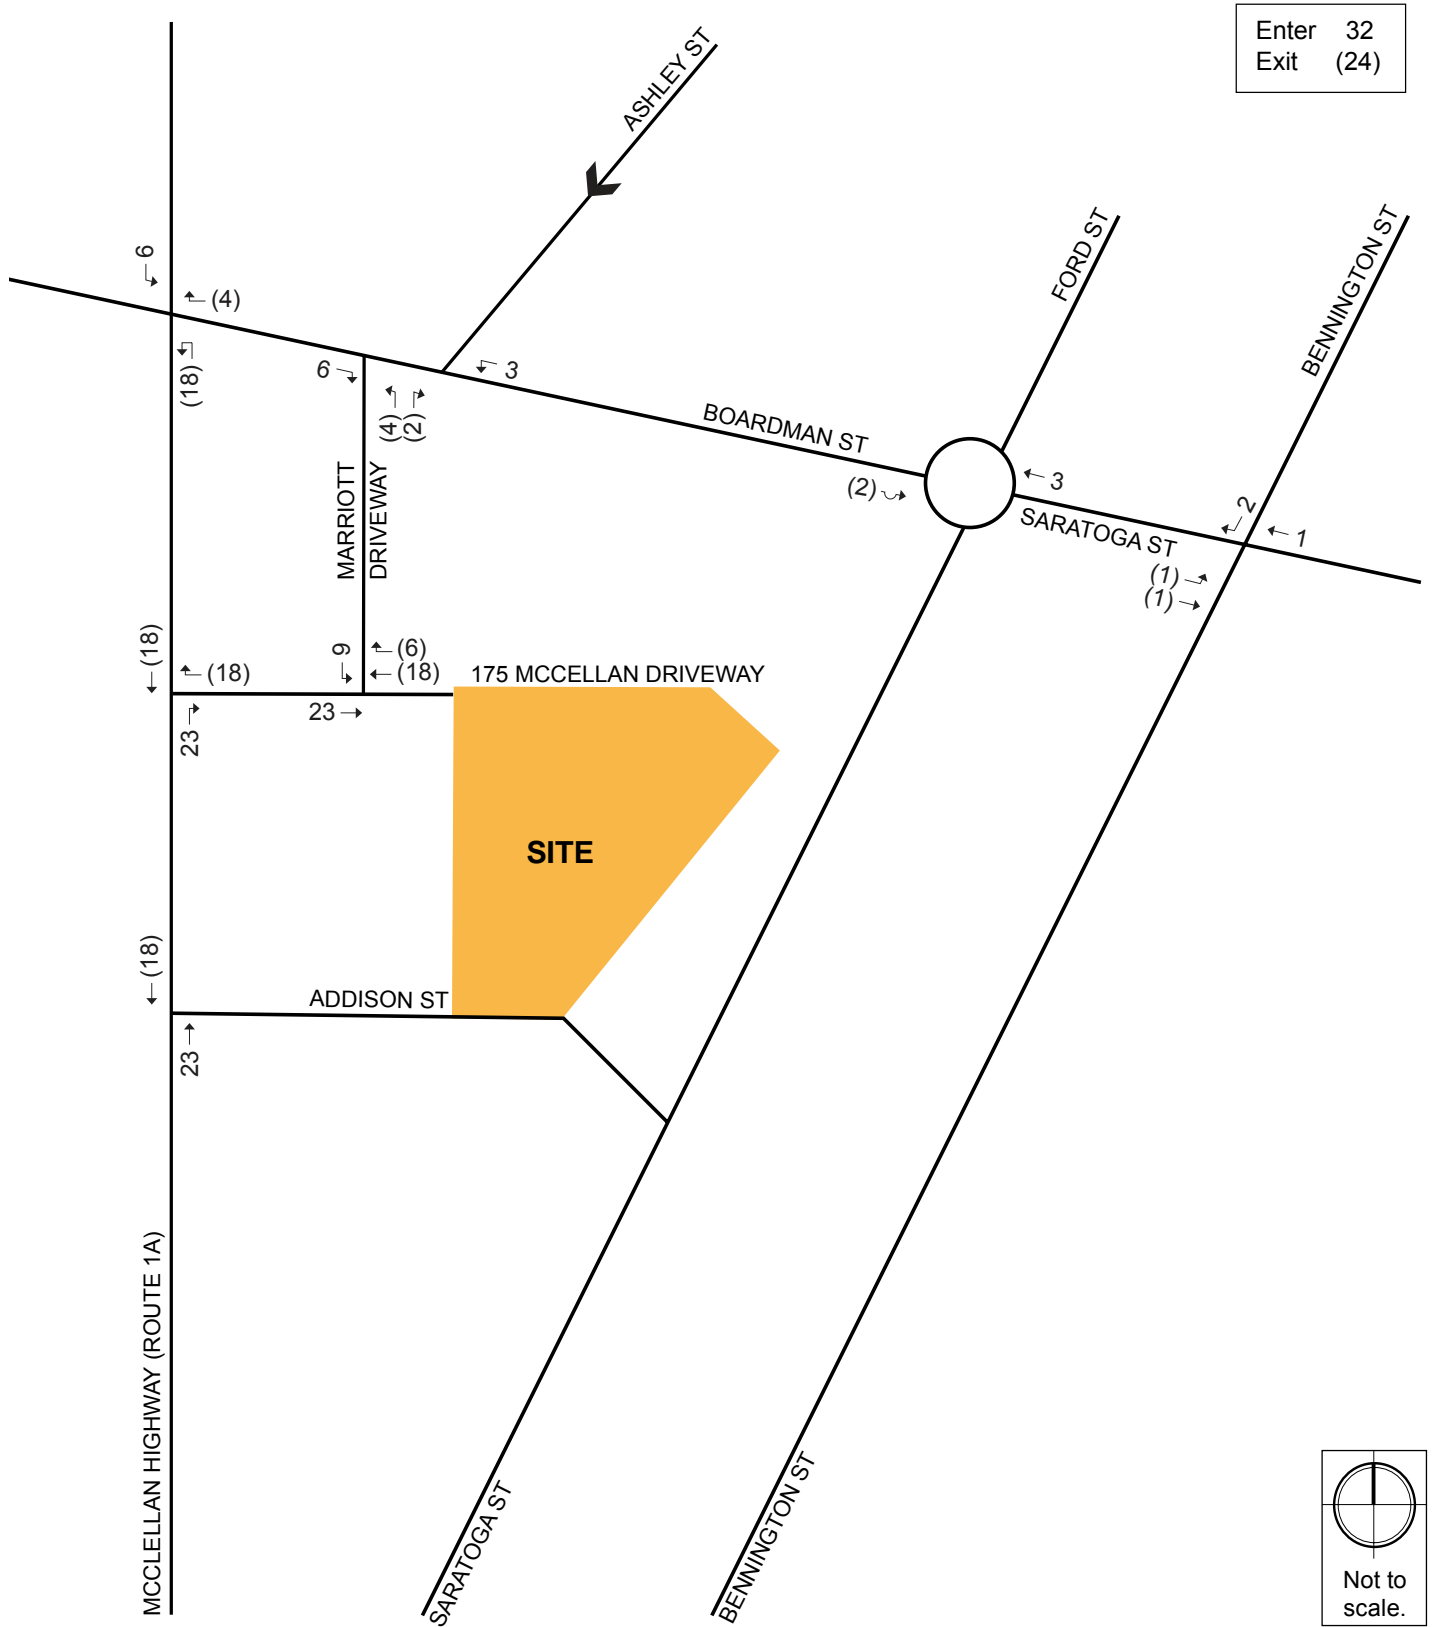 Enter 32
Exit (24)
ASHLEY ST
FORD ST
BENNINGTON ST
6
(4)
(18)
6
(4)
(2)
3
BOARDMAN ST
(2)
3
SARATOGA ST
2
1
(1)
(1)
MARRIOTT
DRIVEWAY
(18)
(18)
9
(6)
(18)
175 MCCELLAN DRIVEWAY
23
23
SITE
(18)
ADDISON ST
23
MCCLELLAN HIGHWAY (ROUTE 1A)
SARATOGA ST
BENNINGTON ST
Not to
scale.